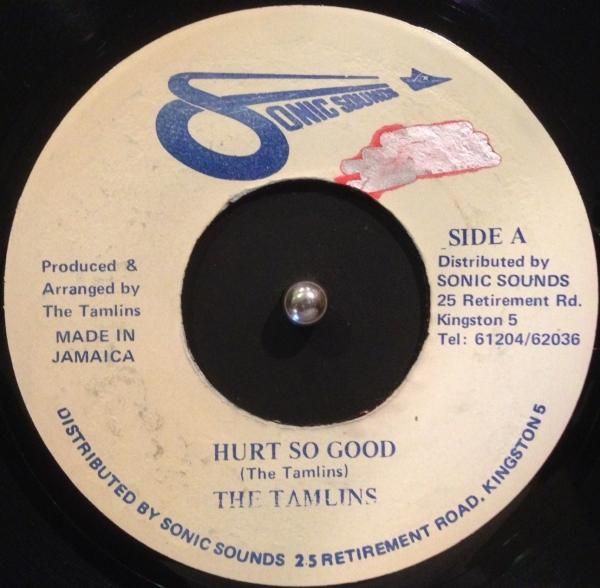 SONIC SOUNDS
SIDE A
Distributed by
SONIC SOUNDS
25 Retirement Rd.
Kingston 5
Tel: 61204/62036
Produced &
Arranged by
The Tamlins
MADE IN
JAMAICA
HURT SO GOOD
(The Tamlins)
THE TAMLINS
DISTRIBUTED BY SONIC SOUNDS 25 RETIREMENT ROAD, KINGSTON 5